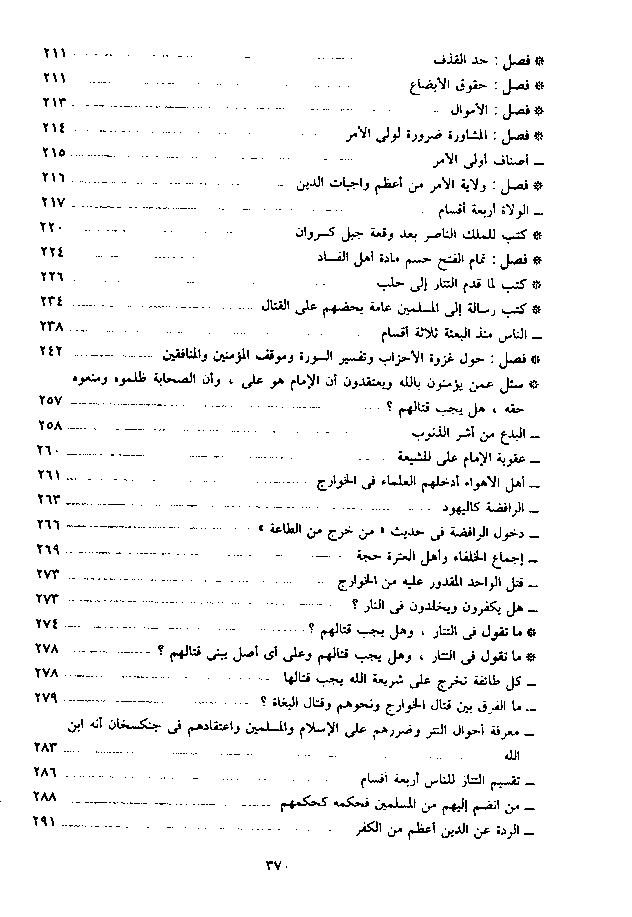 * فصل : حد القذف ........ ٢١١
* فصل : حقوق الأبضاع ........ ٢١١
* فصل : الأموال ........ ٢١٣
* فصل : المشاورة ضرورة لولى الأمر ........ ٢١٤
ـ أصناف أولى الأمر ........ ٢١٥
* فصل : ولاية الأمر من أعظم واجبات الدين ........ ٢١٦
ـ الولاة أربعة أقسام ........ ٢١٧
* كتب للملك الناصر بعد وقعة جبل كسروان ........ ٢٢٠
* فصل : تمام الفتح حسم مادة أهل الفساد ........ ٢٢٤
* كتب لما قدم التتار إلى حلب ........ ٢٢٦
* كتب رسالة إلى المسلمين عامة يحضهم على القتال ........ ٢٣٤
ـ الناس منذ البعثة ثلاثة أقسام ........ ٢٣٨
* فصل : حول غزوة الأحزاب وتفسير السورة وموقف المؤمنين والمنافقين ........ ٢٤٢
* سئل عمن يؤمنون بالله ويعتقدون أن الإمام هو على ، وأن الصحابة ظلموه ومنعوه
حقه ، هل يجب قتالهم ؟ ........ ٢٥٧
ـ البدع من أشر الذنوب ........ ٢٥٨
ـ عقوبة الإمام على للشيعة ........ ٢٦٠
ـ أهل الأهواء أدخلهم العلماء فى الخوارج ........ ٢٦١
ـ الرافضة كاليهود ........ ٢٦٣
ـ دخول الرافضة فى حديث « من خرج من الطاعة » ........ ٢٦٦
ـ إجماع الخلفاء وأهل العترة حجة ........ ٢٦٩
ـ قتل الواحد المقدور عليه من الخوارج ........ ٢٧٣
ـ هل يكفرون ويخلدون فى النار ؟ ........ ٢٧٣
* ما تقول فى التتار ، وهل يجب قتالهم ؟ ........ ٢٧٤
* ما تقول فى التتار ، وهل يجب قتالهم وعلى أى أصل يبنى قتالهم ؟ ........ ٢٧٨
ـ كل طائفة تخرج على شريعة الله يجب قتالها ........ ٢٧٨
ـ ما الفرق بين قتال الخوارج ونحوهم وقتال البغاة ؟ ........ ٢٧٩
ـ معرفة أحوال التتر وضررهم على الإسلام والمسلمين واعتقادهم فى جنكسخان أنه ابن
الله ........ ٢٨٣
ـ تقسيم التتار للناس أربعة أقسام ........ ٢٨٦
ـ من انضم إليهم من المسلمين فحكمه كحكمهم ........ ٢٨٨
ـ الردة عن الدين أعظم من الكفر ........ ٢٩١
٣٧٠